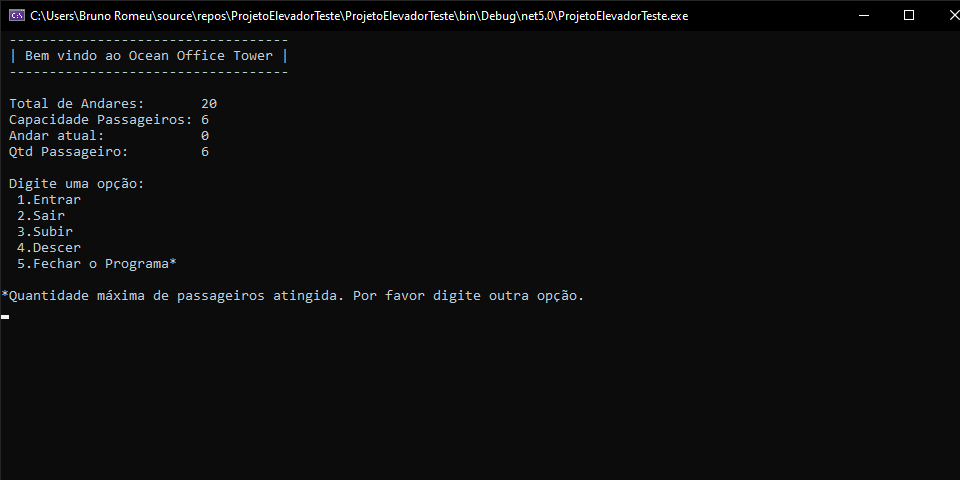 C:\Users\Bruno Romeu\source\repos\ProjetoElevadorTeste\ProjetoElevadorTeste\bin\Debug\net5.0\ProjetoElevadorTeste.exe
-----------------------------------
| Bem vindo ao Ocean Office Tower |
-----------------------------------
Total de Andares: 20
Capacidade Passageiros: 6
Andar atual: 0
Qtd Passageiro: 6
Digite uma opção:
1.Entrar
2.Sair
3.Subir
4.Descer
5.Fechar o Programa*
*Quantidade máxima de passageiros atingida. Por favor digite outra opção.